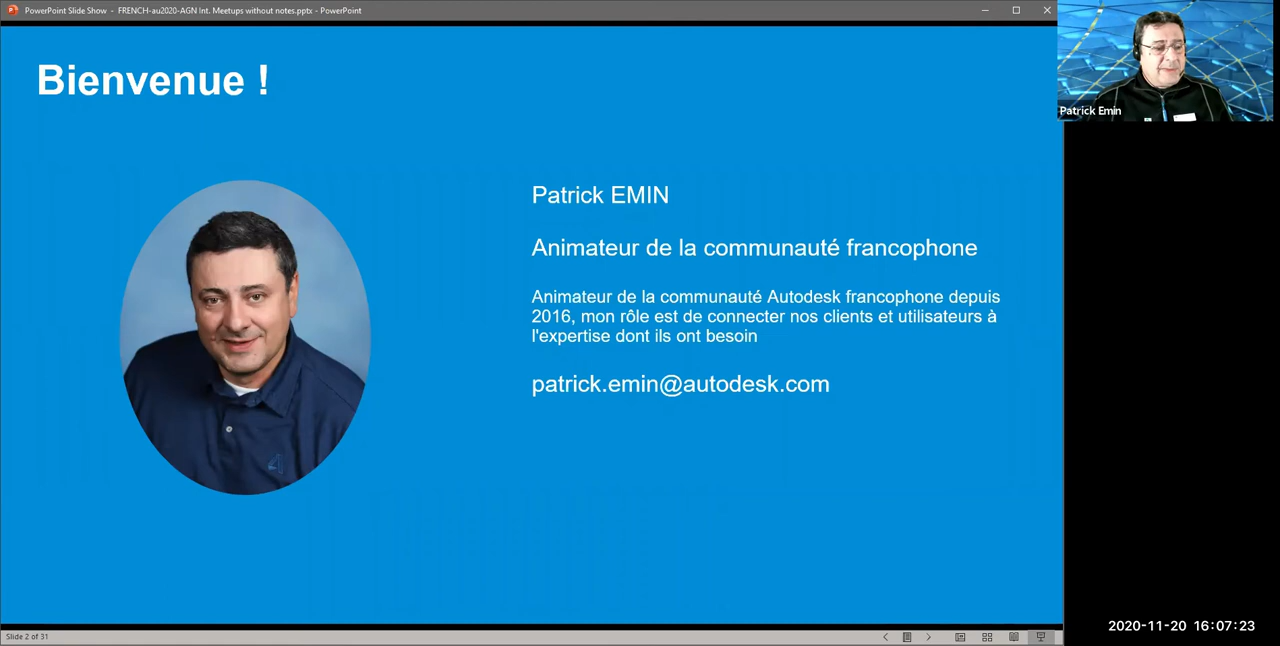 PowerPoint Slide Show - FRENCH-au2020-AGN Int. Meetups without notes.pptx - PowerPoint
Bienvenue !
Patrick Emin
Patrick EMIN
Animateur de la communauté francophone
Animateur de la communauté Autodesk francophone depuis
2016, mon rôle est de connecter nos clients et utilisateurs à
l'expertise dont ils ont besoin
patrick.emin@autodesk.com
2020-11-20 16:07:23
Slide 2 of 31